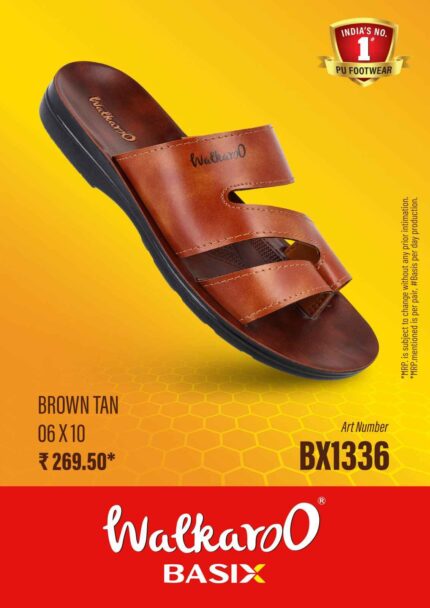 INDIA'S NO.
1#
PU FOOTWEAR
WalkaroO
WalkaroO
*MRP. is subject to change without any prior intimation.
*MRP.mentioned is per pair. #Basis per day production.
BROWN TAN
06 X 10
₹ 269.50*
Art Number
BX1336
WalkaroO®
BASIX